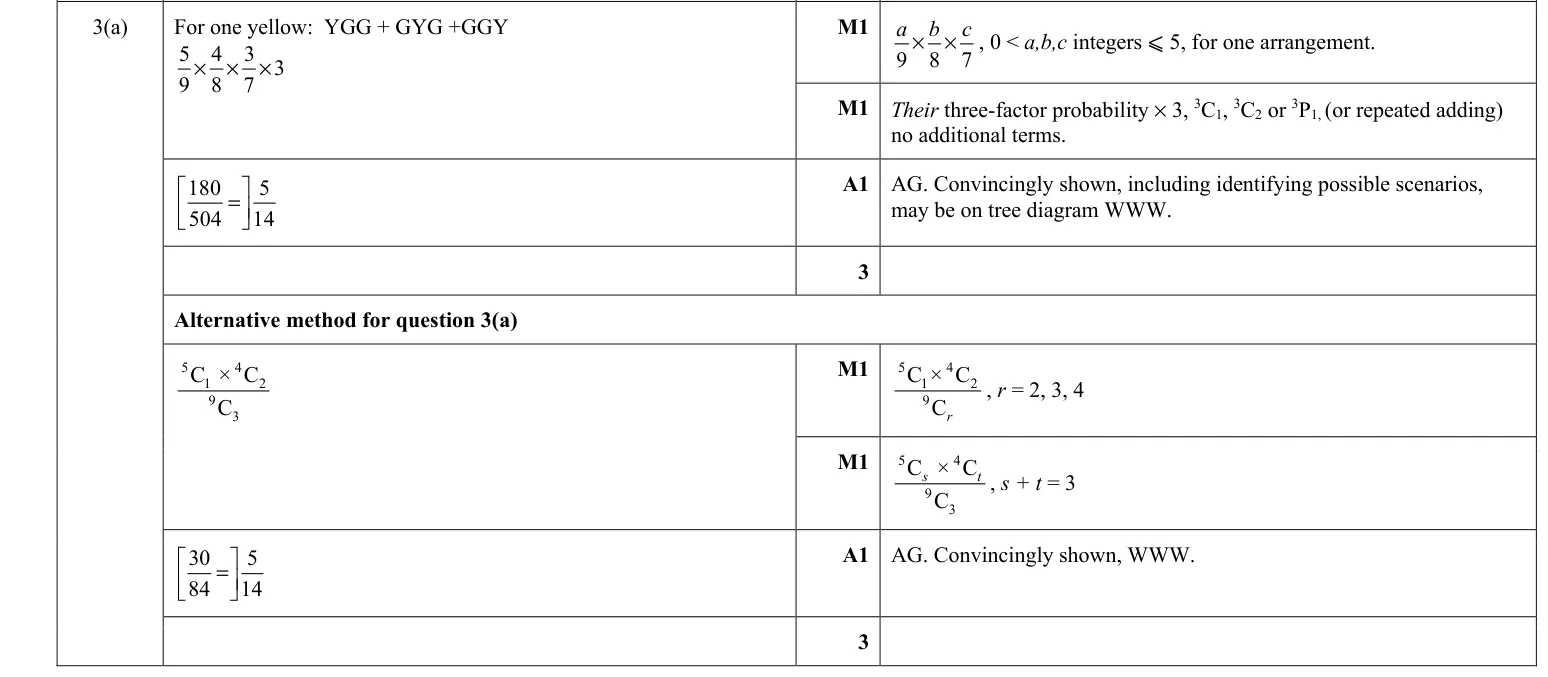 3(a)
For one yellow: YGG + GYG +GGY
5/9 × 4/8 × 3/7 × 3
M1
a/9 × b/8 × c/7 , 0 < a,b,c integers ⩽ 5, for one arrangement.
M1
Their three-factor probability × 3, ³C₁, ³C₂ or ³P₁, (or repeated adding)
no additional terms.
[180/504 =] 5/14
A1
AG. Convincingly shown, including identifying possible scenarios,
may be on tree diagram WWW.
3
Alternative method for question 3(a)
(⁵C₁ × ⁴C₂)/⁹C₃
M1
(⁵C₁ × ⁴C₂)/⁹Cᵣ , r = 2, 3, 4
M1
(⁵Cₛ × ⁴Cₜ)/⁹C₃ , s + t = 3
[30/84 =] 5/14
A1
AG. Convincingly shown, WWW.
3